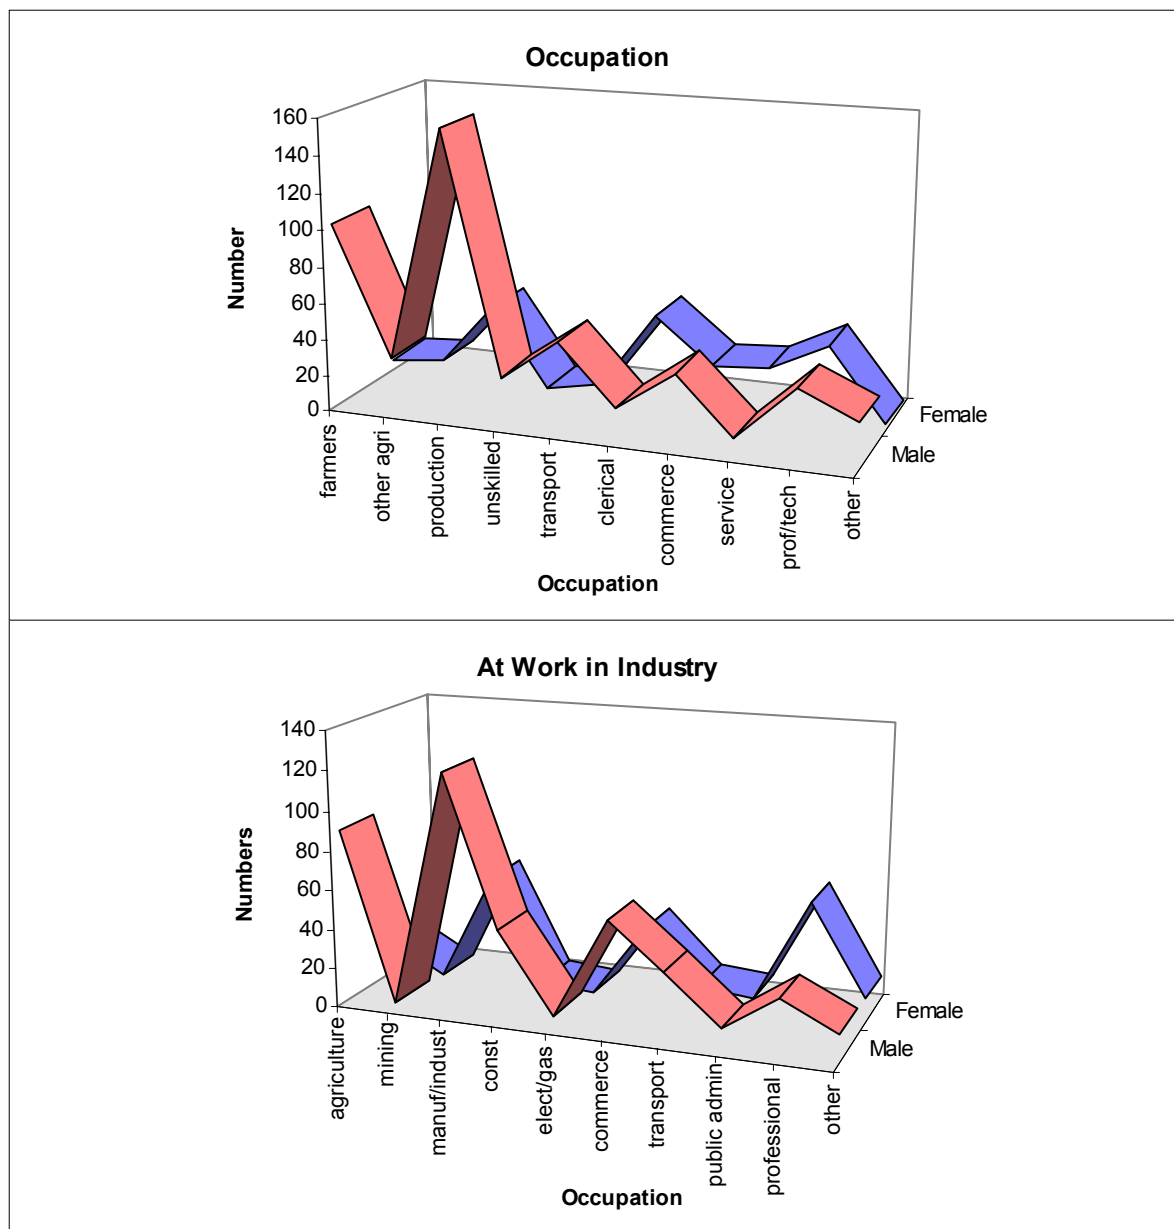 Occupation
160
140
120
100
80
60
40
20
0
Number
farmers
other agri
production
unskilled
transport
clerical
commerce
service
prof/tech
other
Female
Male
Occupation
At Work in Industry
140
120
100
80
60
40
20
0
Numbers
agriculture
mining
manuf/indust
const
elect/gas
commerce
transport
public admin
professional
other
Female
Male
Occupation